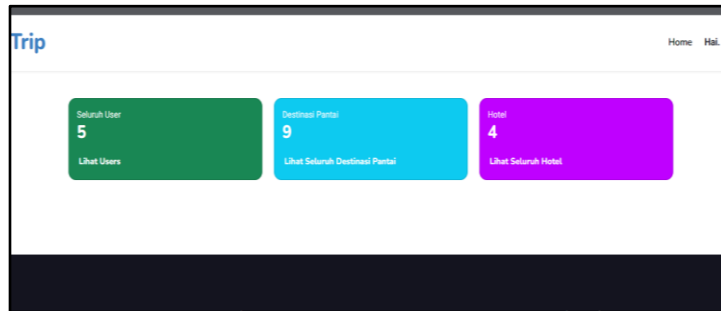 Trip
Home Hai.
Seluruh User
5
Lihat Users
Destinasi Pantai
9
Lihat Seluruh Destinasi Pantai
Hotel
4
Lihat Seluruh Hotel